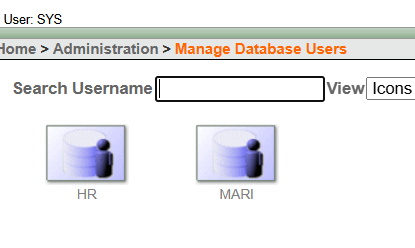 User: SYS
Home > Administration > Manage Database Users
Search Username View Icons
HR MARI